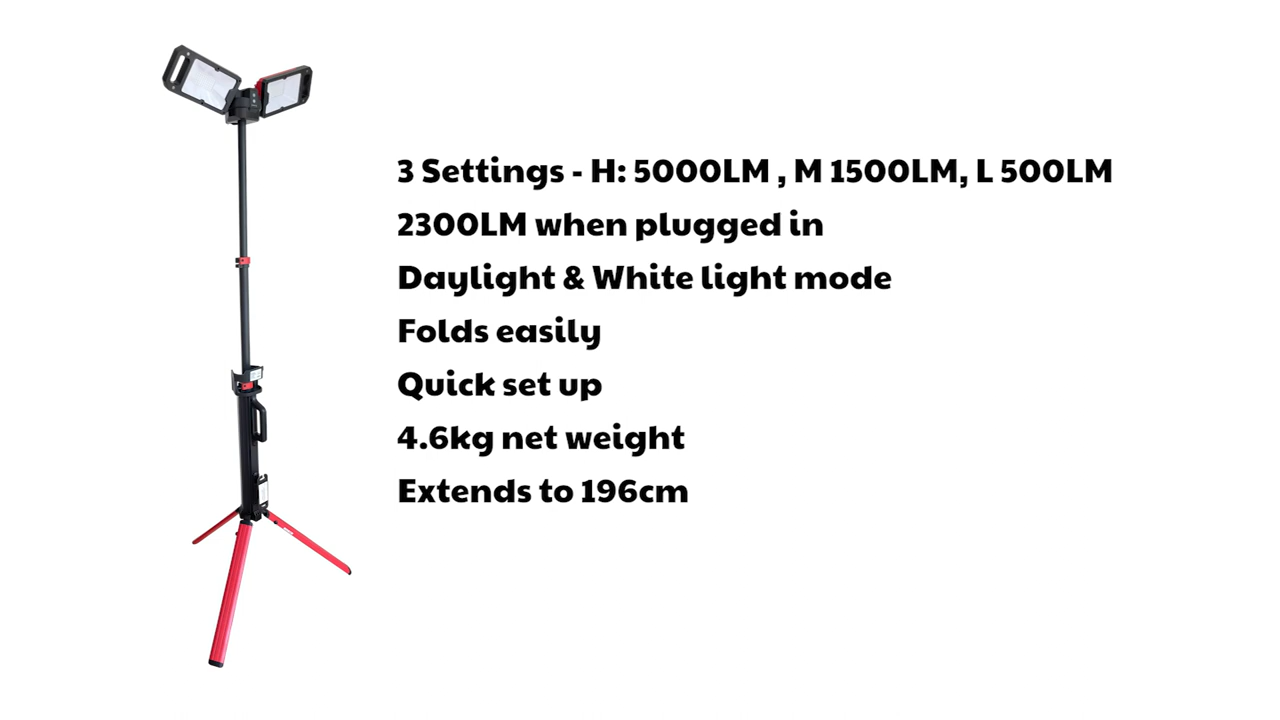 3 Settings - H: 5000LM , M 1500LM, L 500LM
2300LM when plugged in
Daylight & White light mode
Folds easily
Quick set up
4.6kg net weight
Extends to 196cm